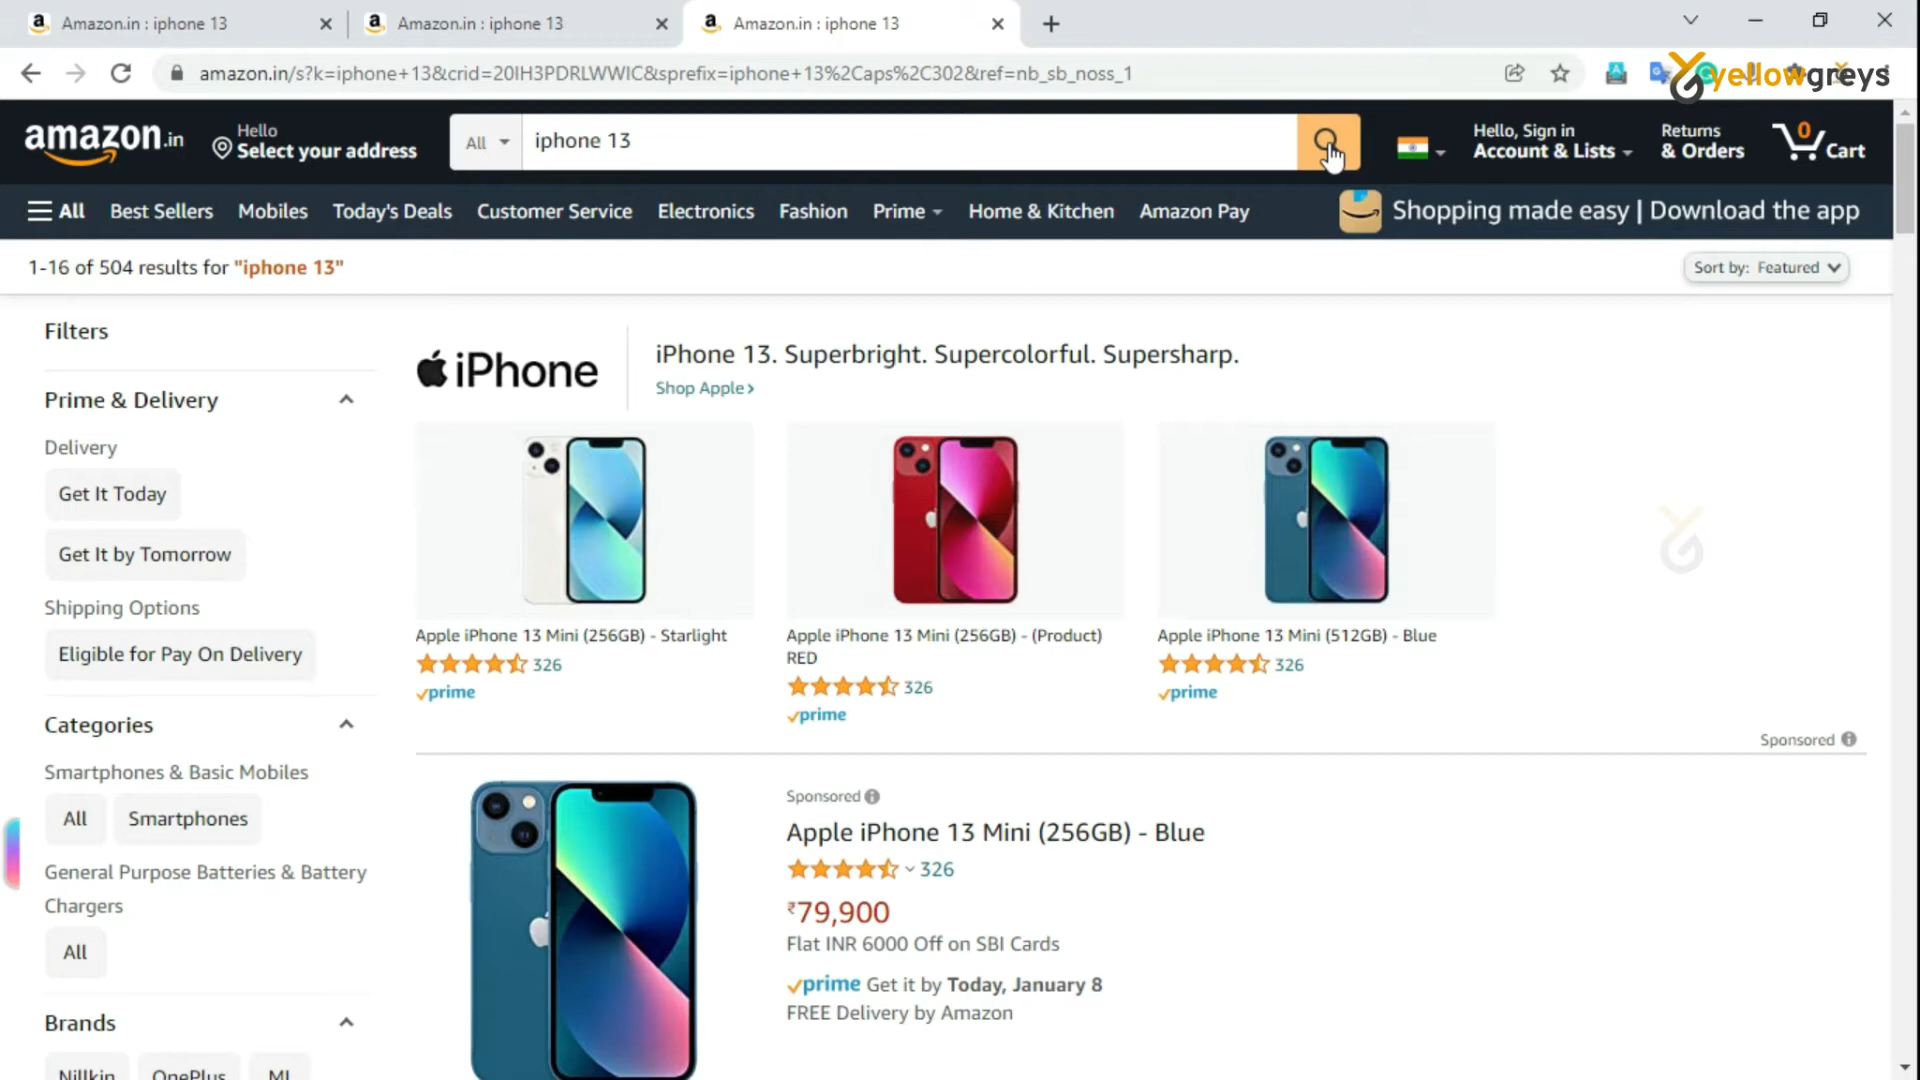 Amazon.in : iphone 13
Amazon.in : iphone 13
Amazon.in : iphone 13
amazon.in/s?k=iphone+13&crid=20IH3PDRLWWIC&sprefix=iphone+13%2Caps%2C302&ref=nb_sb_noss_1
yellowgreys
amazon.in
Hello
Select your address
All
iphone 13
Hello, Sign in
Account & Lists
Returns
& Orders
0
Cart
All
Best Sellers
Mobiles
Today's Deals
Customer Service
Electronics
Fashion
Prime
Home & Kitchen
Amazon Pay
Shopping made easy | Download the app
1-16 of 504 results for "iphone 13"
Sort by: Featured
Filters
Prime & Delivery
Delivery
Get It Today
Get It by Tomorrow
Shipping Options
Eligible for Pay On Delivery
Categories
Smartphones & Basic Mobiles
All
Smartphones
General Purpose Batteries & Battery
Chargers
All
Brands
Nillkin
OnePlus
MI
iPhone
iPhone 13. Superbright. Supercolorful. Supersharp.
Shop Apple›
Apple iPhone 13 Mini (256GB) - Starlight
326
prime
Apple iPhone 13 Mini (256GB) - (Product)
RED
326
prime
Apple iPhone 13 Mini (512GB) - Blue
326
prime
Sponsored
Sponsored
Apple iPhone 13 Mini (256GB) - Blue
326
₹79,900
Flat INR 6000 Off on SBI Cards
prime Get it by Today, January 8
FREE Delivery by Amazon